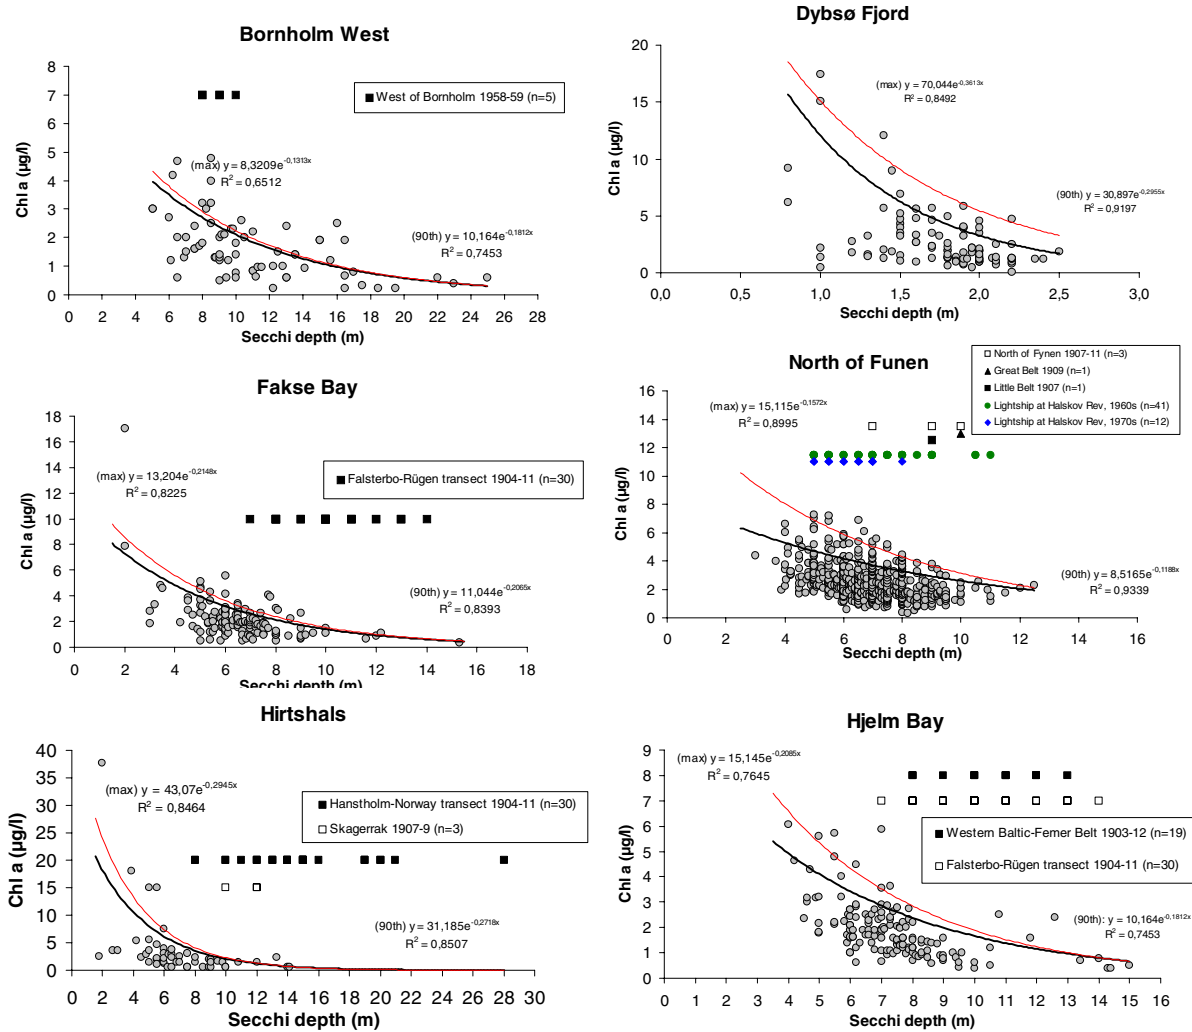 Bornholm West
Chl a (µg/l)
8
7
6
5
4
3
2
1
0
■ West of Bornholm 1958-59 (n=5)
(max) y = 8,3209e-0,1313x
R2 = 0,6512
(90th) y = 10,164e-0,1812x
R2 = 0,7453
0 2 4 6 8 10 12 14 16 18 20 22 24 26 28
Secchi depth (m)
Dybsø Fjord
Chl a (µg/l)
20
15
10
5
0
(max) y = 70,044e-0,3613x
R2 = 0,8492
(90th) y = 30,897e-0,2955x
R2 = 0,9197
0,0 0,5 1,0 1,5 2,0 2,5 3,0
Secchi depth (m)
Fakse Bay
Chl a (µg/l)
18
16
14
12
10
8
6
4
2
0
(max) y = 13,204e-0,2148x
R2 = 0,8225
■ Falsterbo-Rügen transect 1904-11 (n=30)
(90th) y = 11,044e-0,2065x
R2 = 0,8393
0 2 4 6 8 10 12 14 16 18
Secchi depth (m)
North of Funen
□ North of Fynen 1907-11 (n=3)
▲ Great Belt 1909 (n=1)
■ Little Belt 1907 (n=1)
● Lightship at Halskov Rev, 1960s (n=41)
◆ Lightship at Halskov Rev, 1970s (n=12)
Chl a (µg/l)
16
14
12
10
8
6
4
2
0
(max) y = 15,115e-0,1572x
R2 = 0,8995
(90th) y = 8,5165e-0,1188x
R2 = 0,9339
0 2 4 6 8 10 12 14 16
Secchi depth (m)
Hirtshals
Chl a (µg/l)
40
35
30
25
20
15
10
5
0
(max) y = 43,07e-0,2945x
R2 = 0,8464
■ Hanstholm-Norway transect 1904-11 (n=30)
□ Skagerrak 1907-9 (n=3)
(90th) y = 31,185e-0,2718x
R2 = 0,8507
0 2 4 6 8 10 12 14 16 18 20 22 24 26 28 30
Secchi depth (m)
Hjelm Bay
Chl a (µg/l)
9
8
7
6
5
4
3
2
1
0
(max) y = 15,145e-0,2085x
R2 = 0,7645
■ Western Baltic-Femer Belt 1903-12 (n=19)
□ Falsterbo-Rügen transect 1904-11 (n=30)
(90th): y = 10,164e-0,1812x
R2 = 0,7453
0 1 2 3 4 5 6 7 8 9 10 11 12 13 14 15 16
Secchi depth (m)